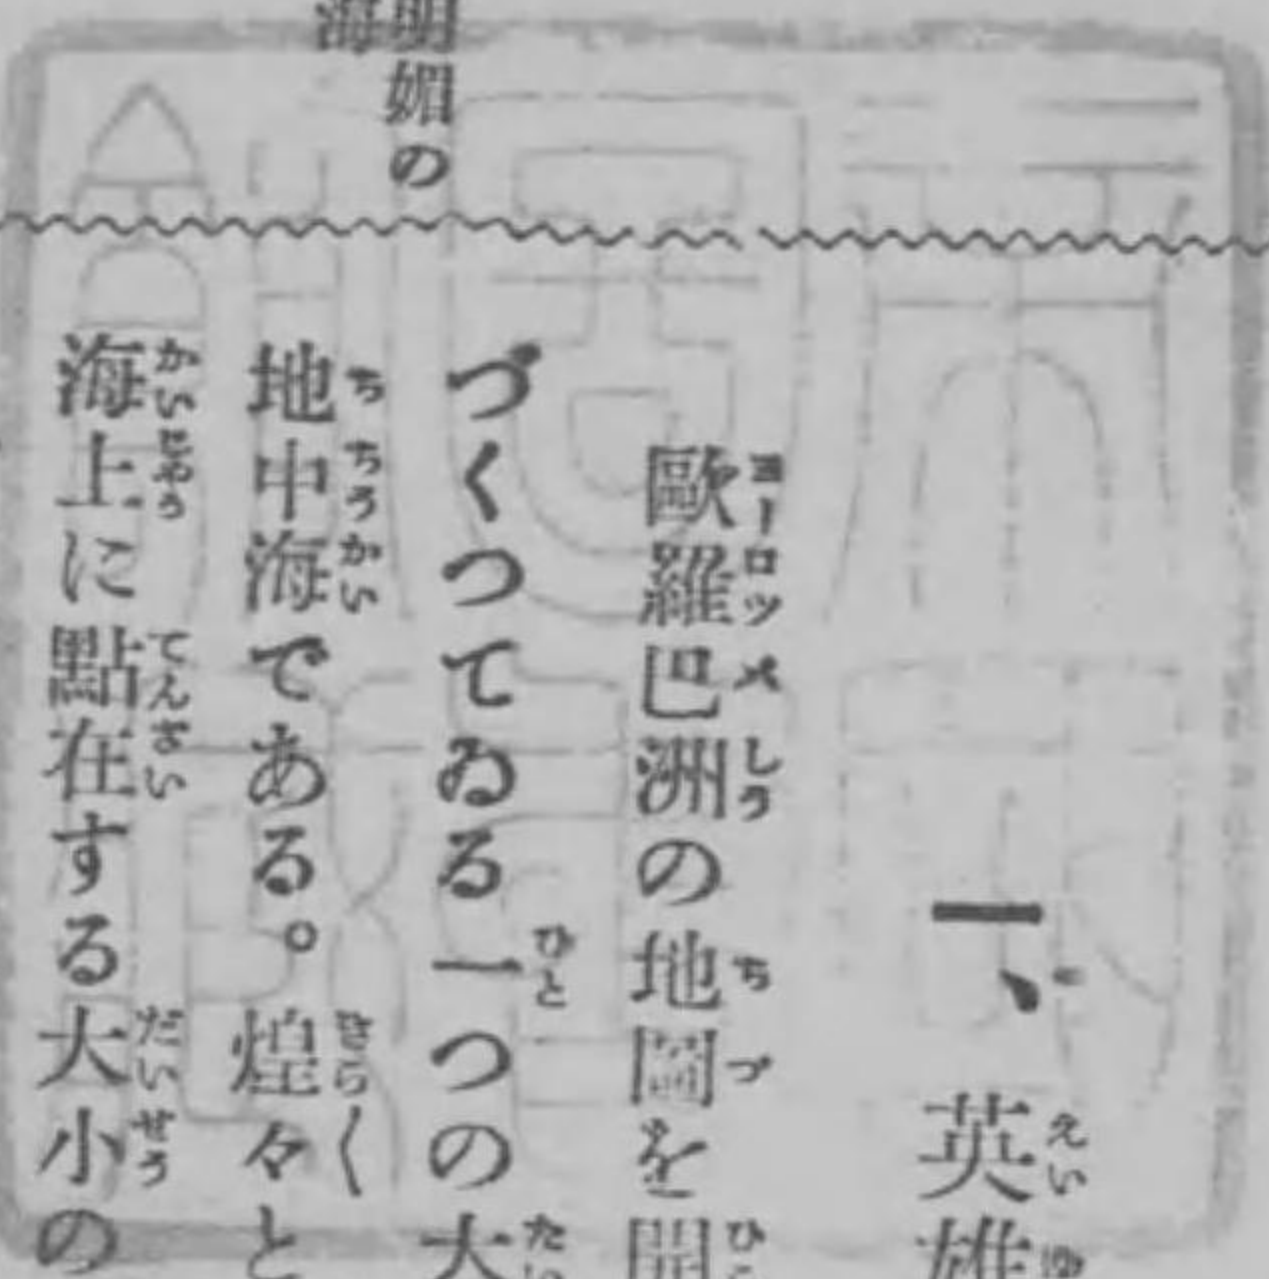 一、英雄
歐羅巴洲の地圖を開
づくつてゐる一つの大
地中海である。煌々と
海上に點在する大小の
明媚の
海